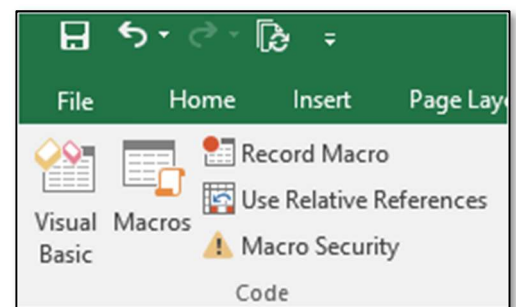 File Home Insert Page Lay
Record Macro
Use Relative References
Visual Basic Macros
Macro Security
Code